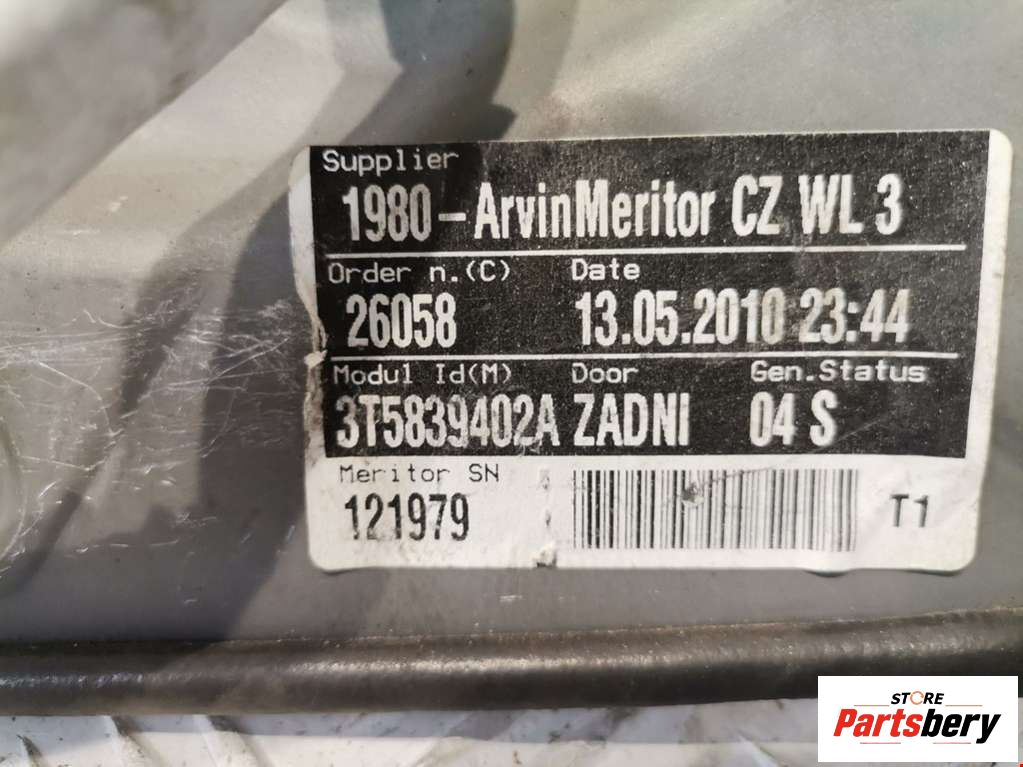 Supplier
1980-ArvinMeritor CZ WL 3
Order n.(C) Date
26058 13.05.2010 23:44
Modul Id(M) Door Gen.Status
3T5839402A ZADNI 04 S
Meritor SN
121979 T1
STORE
Partsbery